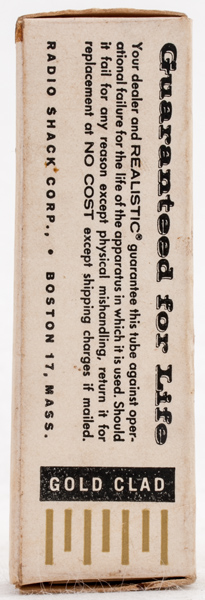 Guaranteed for Life
Your dealer and REALISTIC® guarantee this tube against oper-
ational failure for the life of the apparatus in which it is used. Should
it fail for any reason except physical mishandling, return it for
replacement at NO COST except shipping charges if mailed.
RADIO SHACK CORP., • BOSTON 17, MASS.
GOLD CLAD